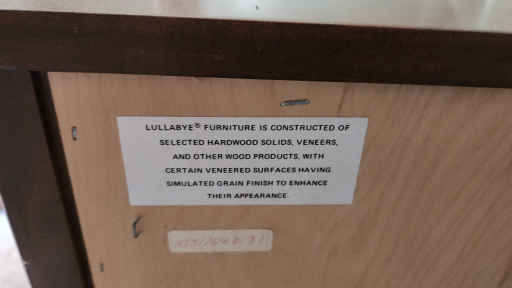 LULLABYE® FURNITURE IS CONSTRUCTED OF
SELECTED HARDWOOD SOLIDS, VENEERS,
AND OTHER WOOD PRODUCTS, WITH
CERTAIN VENEERED SURFACES HAVING
SIMULATED GRAIN FINISH TO ENHANCE
THEIR APPEARANCE.